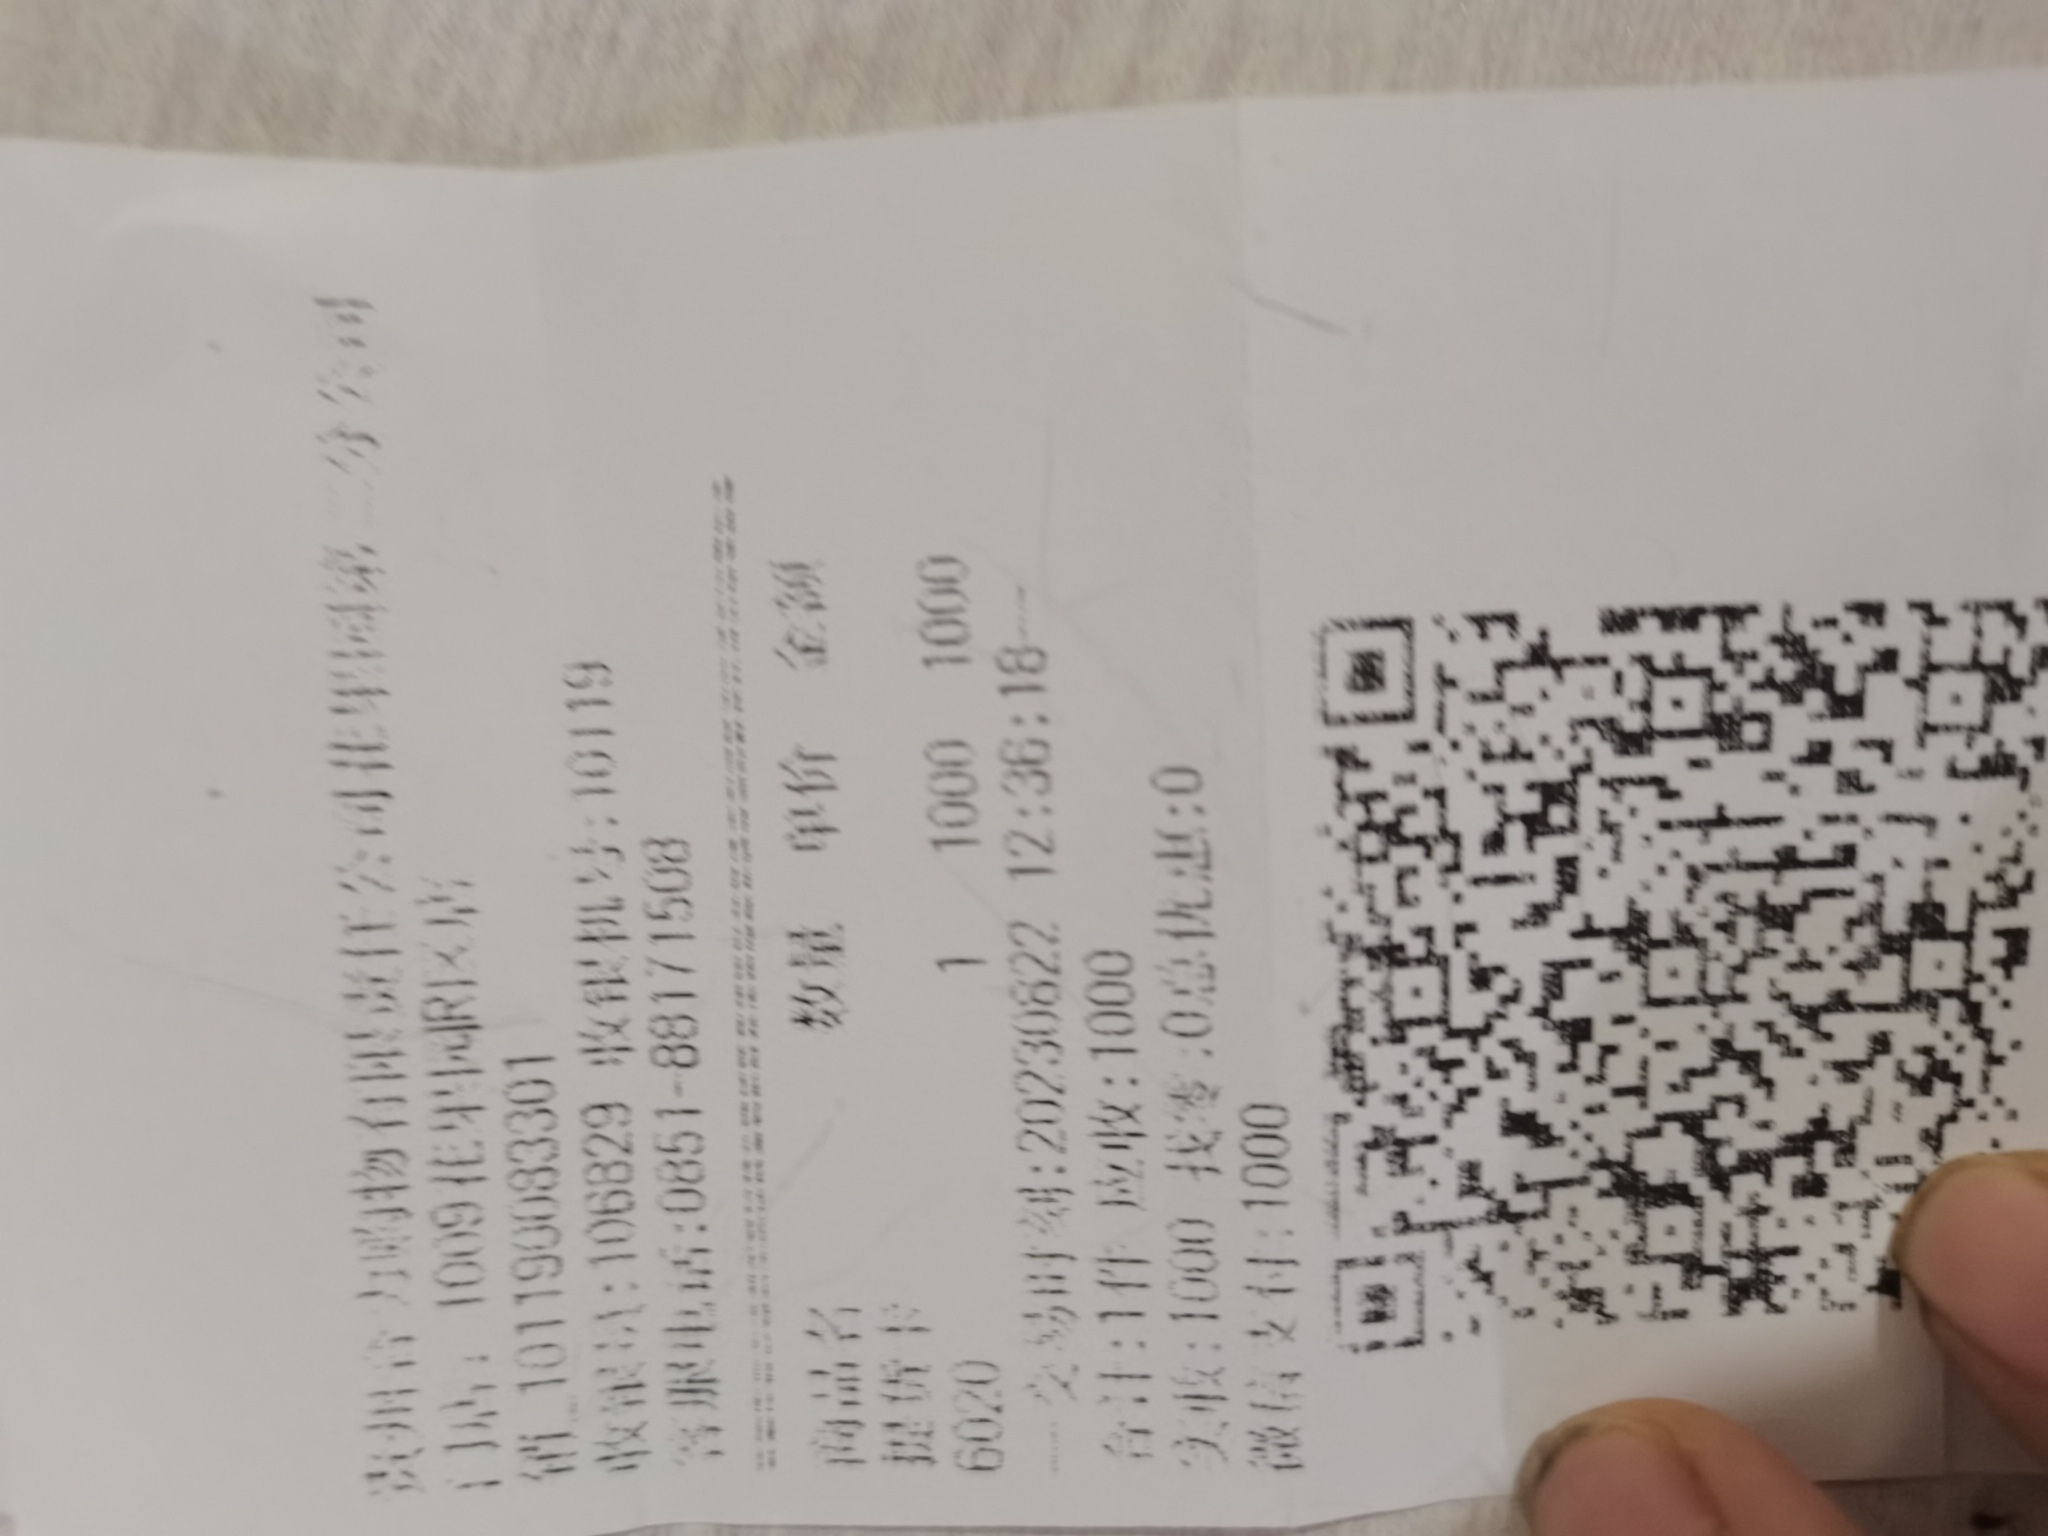 贵州合力购物有限责任公司花果园第二分公司
门店: 1009花果园R区店
销_1011190083301
收银员:106829 收银机号:10119
客服电话:0851-88171508
商品名 数量 单价 金额
提货卡
6020 1 1000 1000
----交易时刻:20230822 12:36:18----
合计:1件 应收:1000
实收:1000 找零:0总优惠:0
微信支付:1000